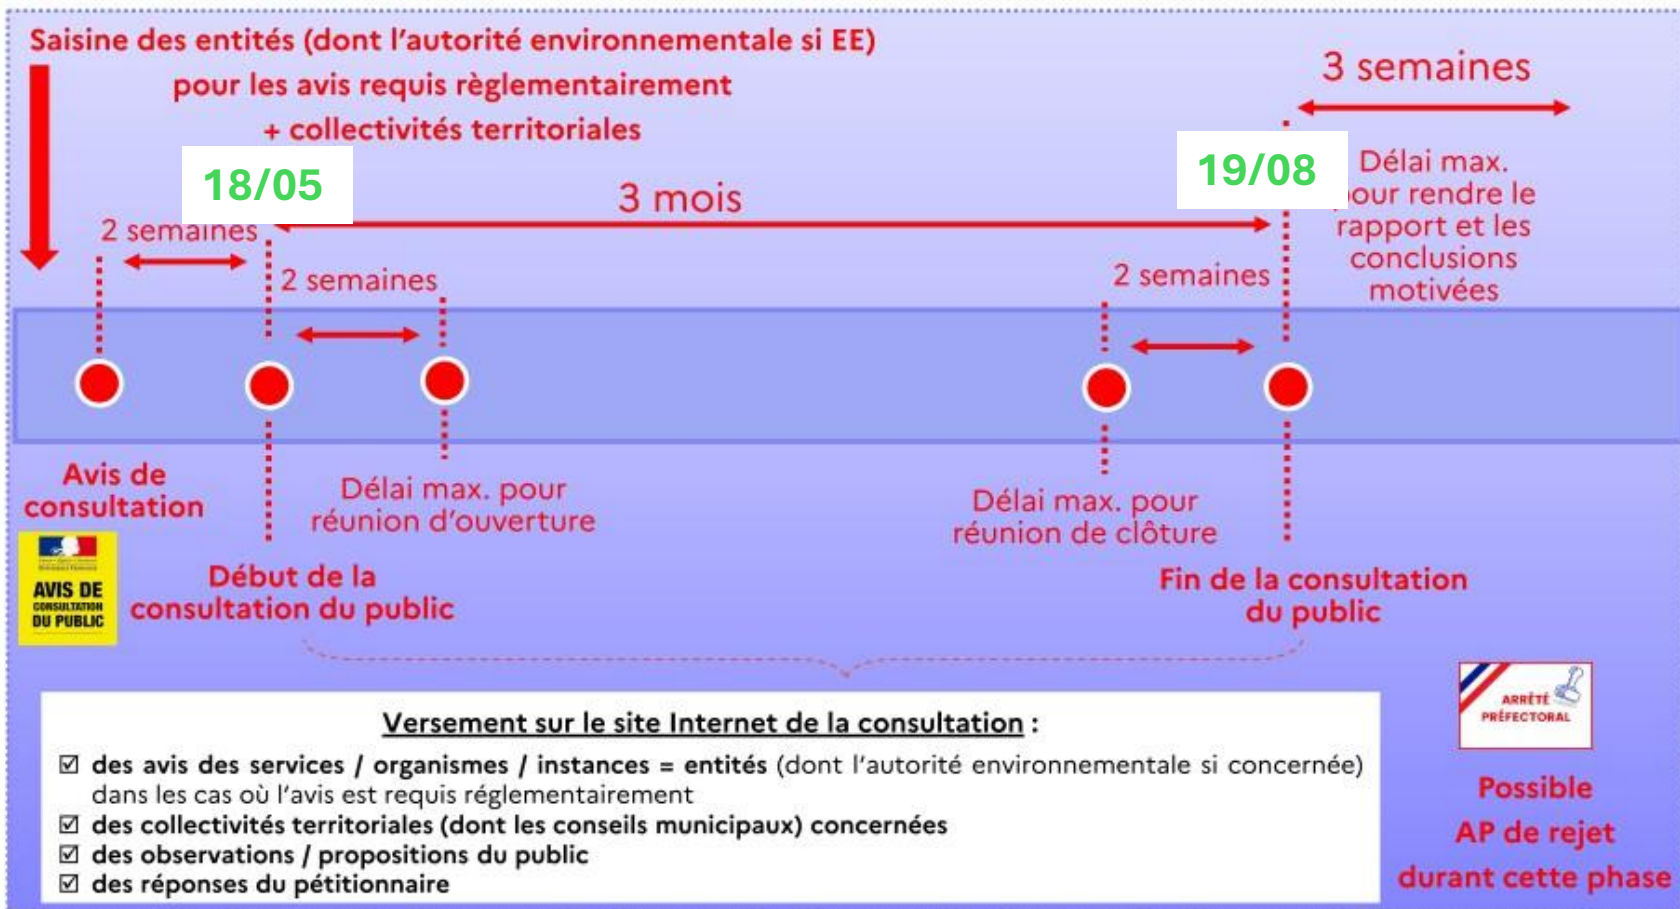 Saisine des entités (dont l'autorité environnementale si EE)
pour les avis requis règlementairement
+ collectivités territoriales
3 semaines
18/05
3 mois
19/08
Délai max.
pour rendre le
rapport et les
conclusions
motivées
2 semaines
2 semaines
2 semaines
Avis de
consultation
Délai max. pour
réunion d'ouverture
Délai max. pour
réunion de clôture
AVIS DE
CONSULTATION
DU PUBLIC
Début de la
consultation du public
Fin de la consultation
du public
ARRÊTÉ
PRÉFECTORAL
Possible
AP de rejet
durant cette phase
Versement sur le site Internet de la consultation :
☑ des avis des services / organismes / instances = entités (dont l'autorité environnementale si concernée)
dans les cas où l'avis est requis réglementairement
☑ des collectivités territoriales (dont les conseils municipaux) concernées
☑ des observations / propositions du public
☑ des réponses du pétitionnaire